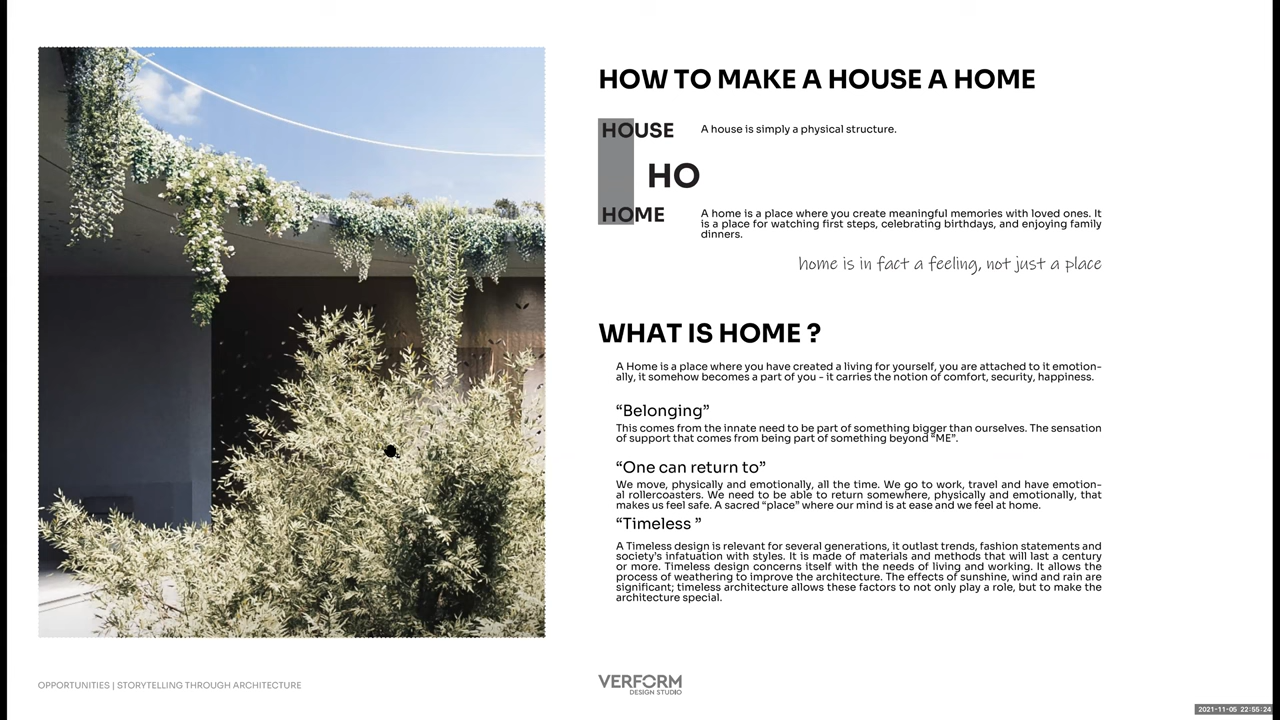 HOW TO MAKE A HOUSE A HOME
HOUSE
A house is simply a physical structure.
HO
HOME
A home is a place where you create meaningful memories with loved ones. It
is a place for watching first steps, celebrating birthdays, and enjoying family
dinners.
home is in fact a feeling, not just a place
WHAT IS HOME ?
A Home is a place where you have created a living for yourself, you are attached to it emotion-
ally, it somehow becomes a part of you - it carries the notion of comfort, security, happiness.
“Belonging”
This comes from the innate need to be part of something bigger than ourselves. The sensation
of support that comes from being part of something beyond “ME”.
“One can return to”
We move, physically and emotionally, all the time. We go to work, travel and have emotion-
al rollercoasters. We need to be able to return somewhere, physically and emotionally, that
makes us feel safe. A sacred “place” where our mind is at ease and we feel at home.
“Timeless ”
A Timeless design is relevant for several generations, it outlast trends, fashion statements and
society’s infatuation with styles. It is made of materials and methods that will last a century
or more. Timeless design concerns itself with the needs of living and working. It allows the
process of weathering to improve the architecture. The effects of sunshine, wind and rain are
significant; timeless architecture allows these factors to not only play a role, but to make the
architecture special.
OPPORTUNITIES | STORYTELLING THROUGH ARCHITECTURE
VERFORM
DESIGN STUDIO
2021-11-05 22:55:24